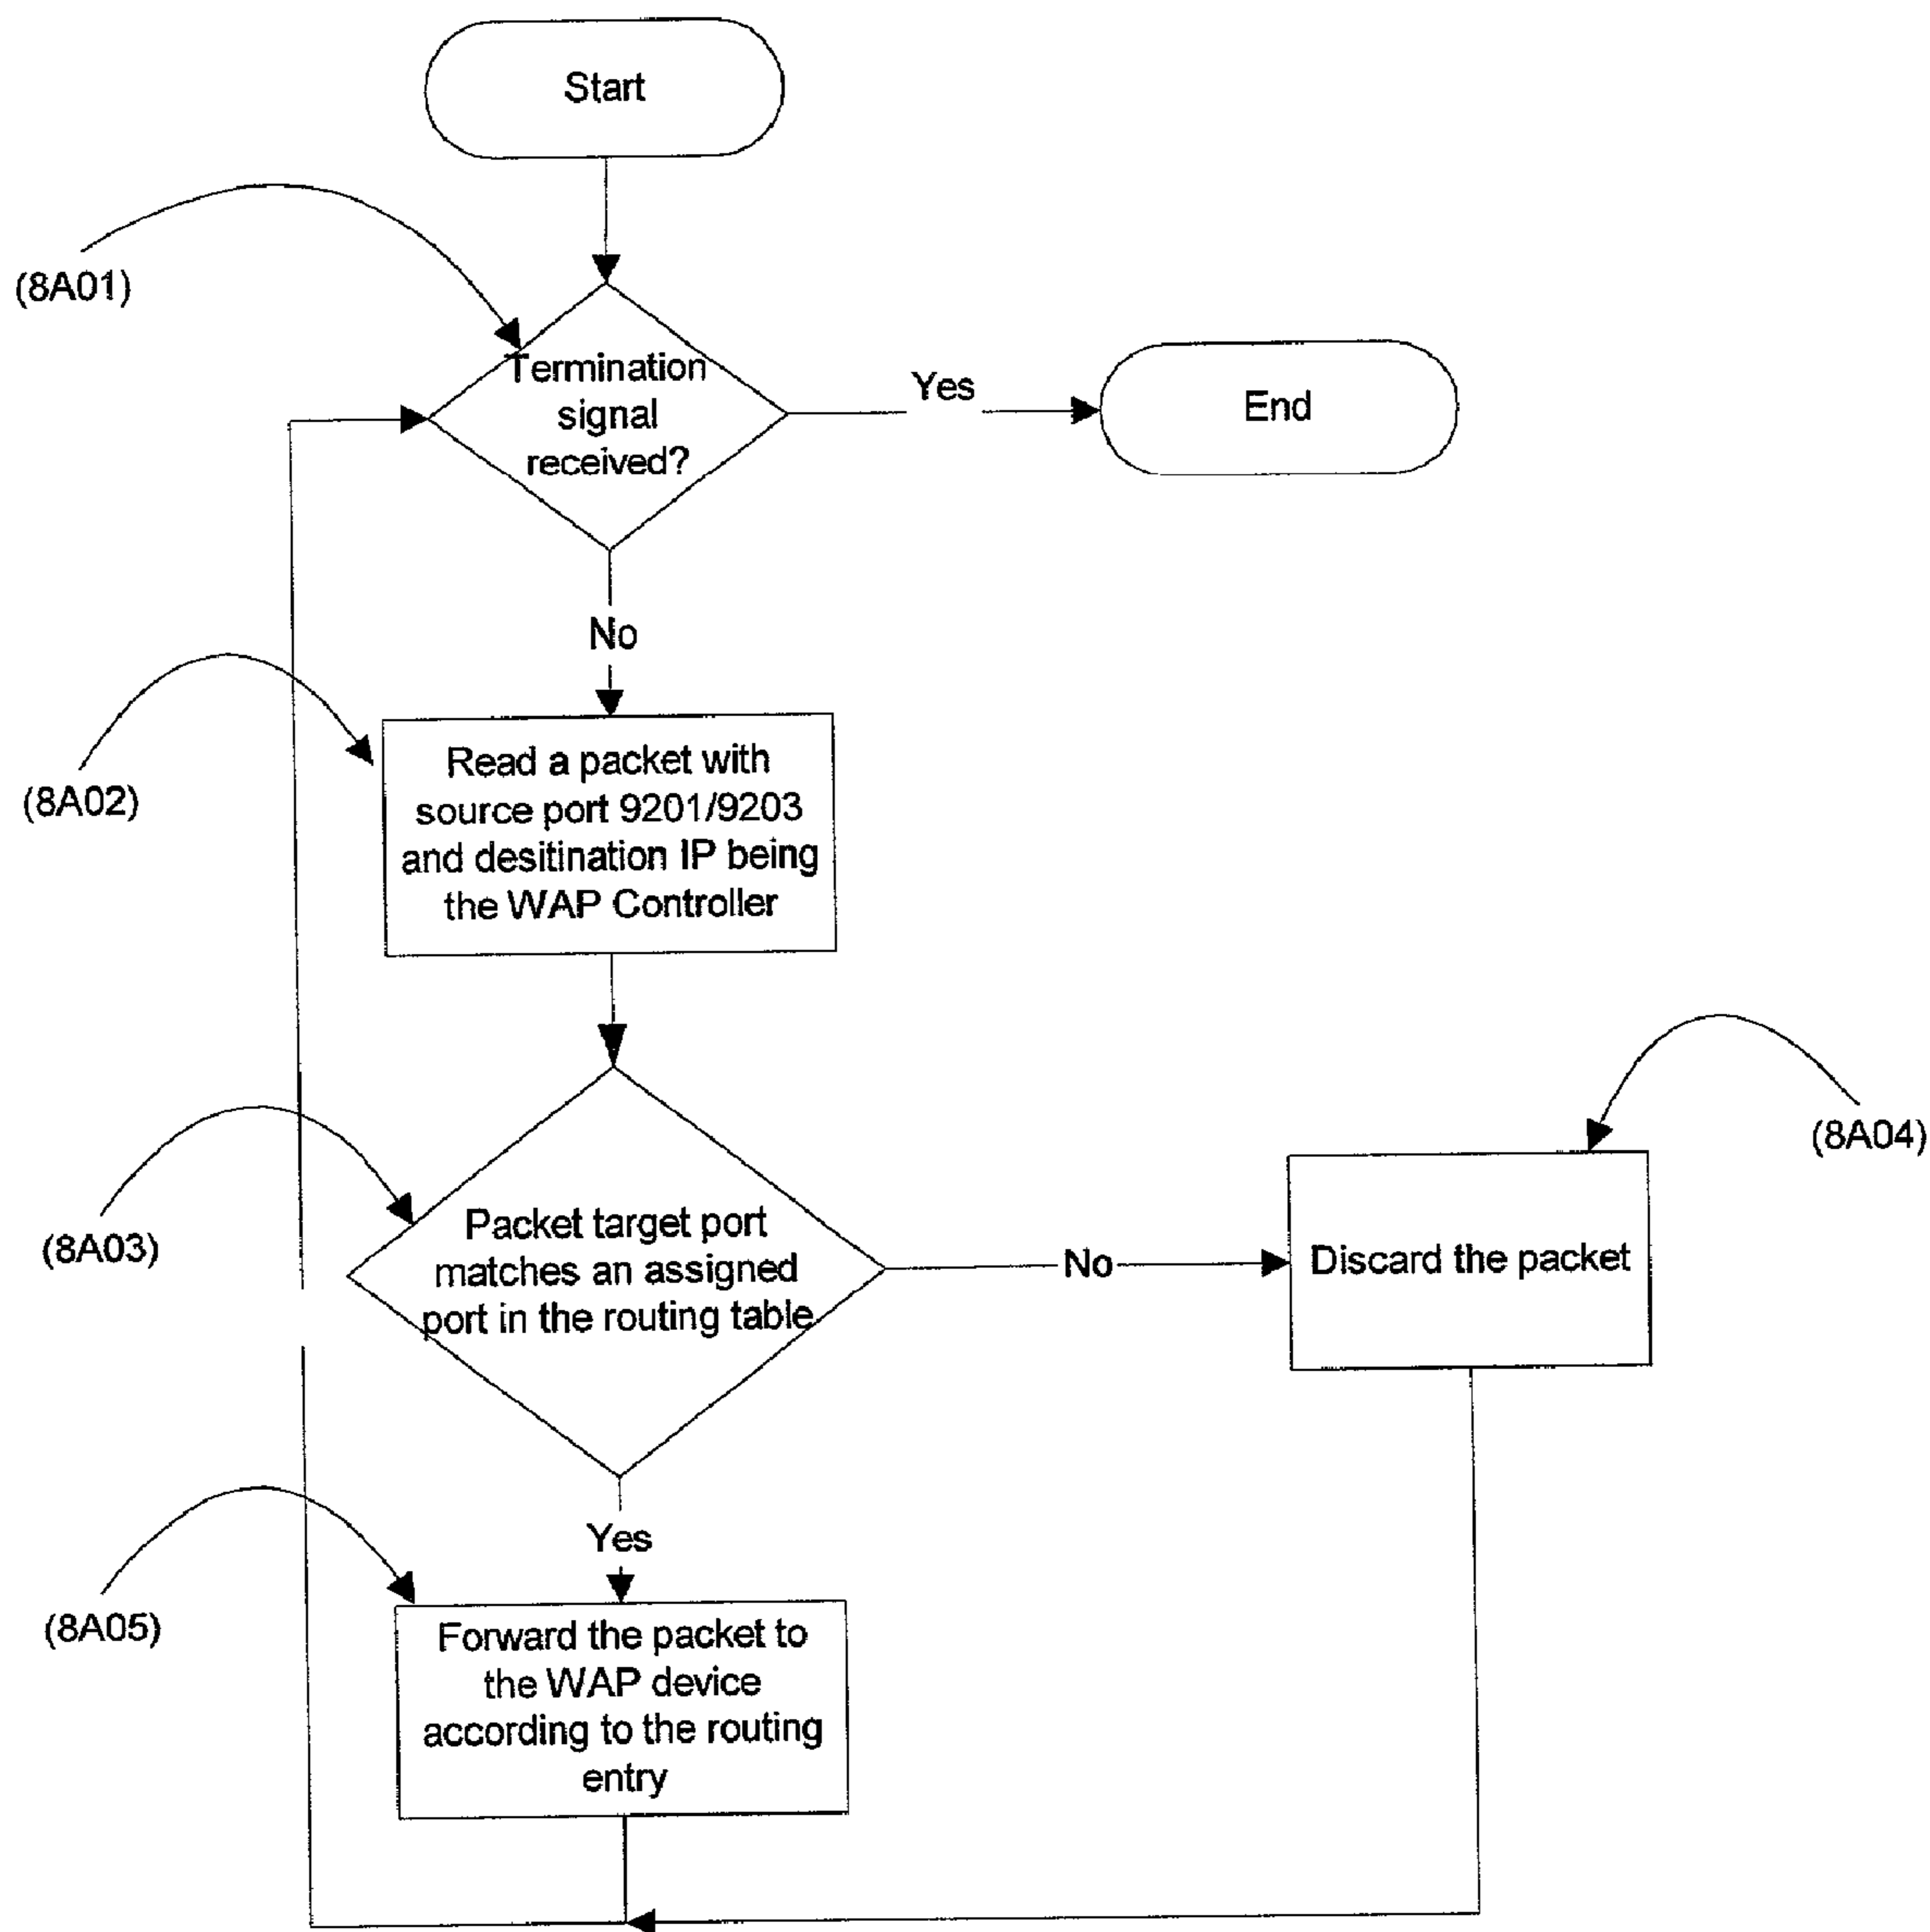 Start
(8A01)
Termination
signal
received?
Yes
End
No
(8A02)
Read a packet with
source port 9201/9203
and desitination IP being
the WAP Controller
(8A03)
Packet target port
matches an assigned
port in the routing table
No
Discard the packet
(8A04)
Yes
(8A05)
Forward the packet to
the WAP device
according to the routing
entry